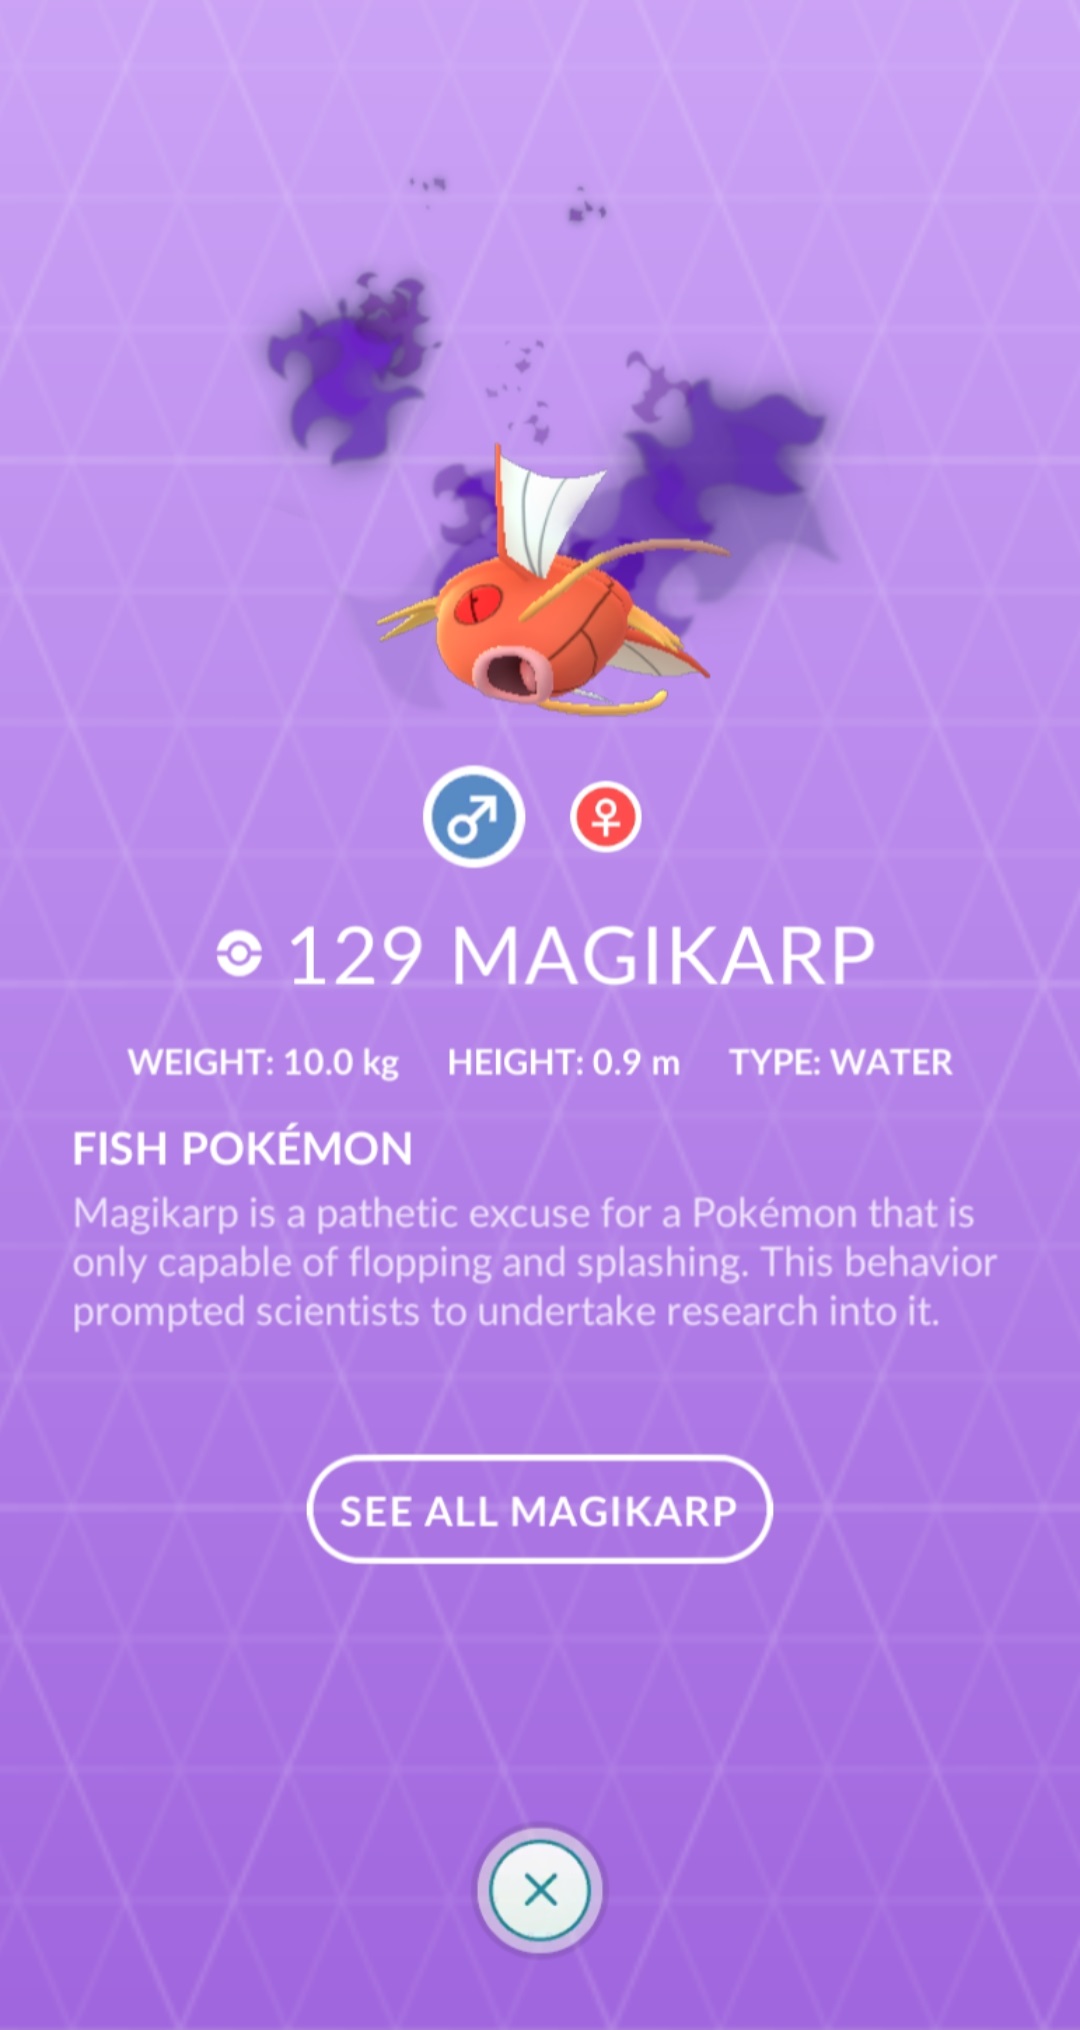 129 MAGIKARP
WEIGHT: 10.0 kg HEIGHT: 0.9 m TYPE: WATER
FISH POKÉMON
Magikarp is a pathetic excuse for a Pokémon that is
only capable of flopping and splashing. This behavior
prompted scientists to undertake research into it.
SEE ALL MAGIKARP